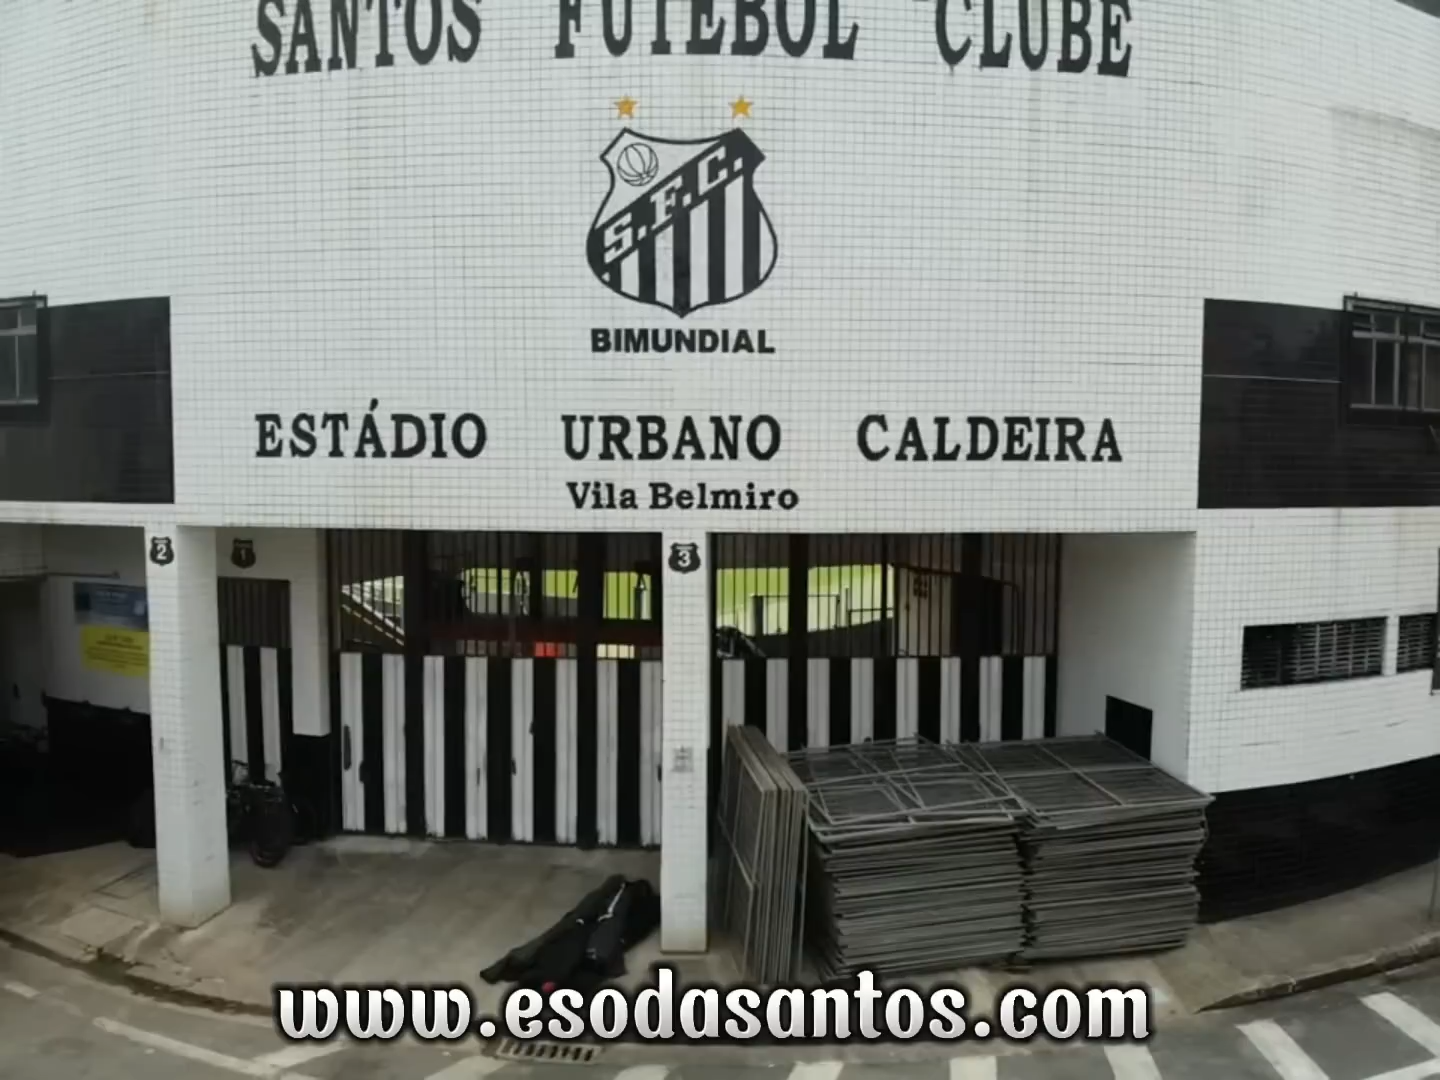 SANTOS FUTEBOL CLUBE
S.F.C.
BIMUNDIAL
ESTÁDIO URBANO CALDEIRA
Vila Belmiro
2
1
3
www.esodasantos.com